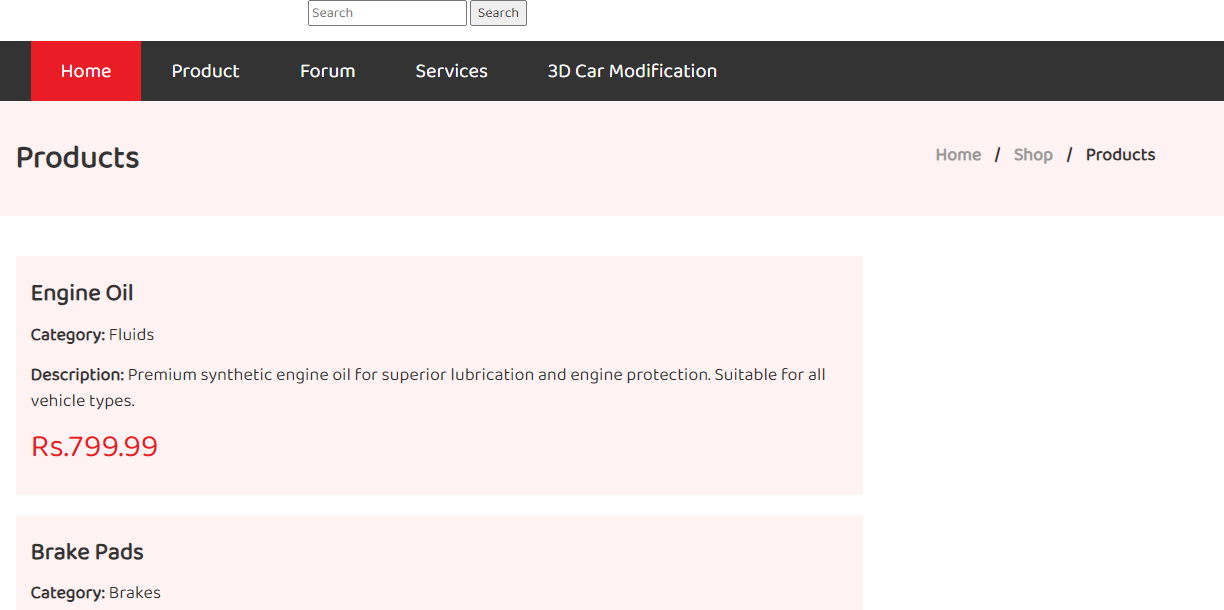 Search Search
Home Product Forum Services 3D Car Modification
Products
Home / Shop / Products
Engine Oil
Category: Fluids
Description: Premium synthetic engine oil for superior lubrication and engine protection. Suitable for all
vehicle types.
Rs.799.99
Brake Pads
Category: Brakes